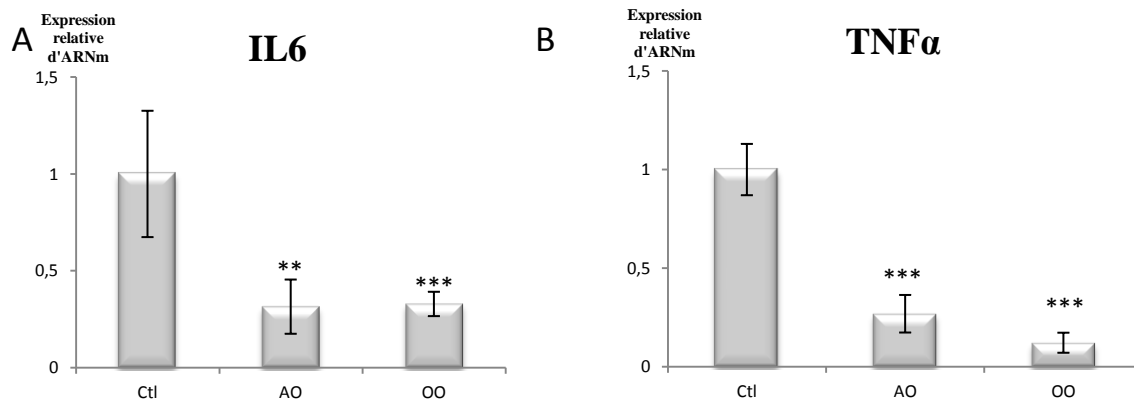 A
Expression
relative
d'ARNm
IL6
1,5
1
0,5
0
**
***
Ctl
AO
OO
B
Expression
relative
d'ARNm
TNFα
1,5
1
0,5
0
***
***
Ctl
AO
OO